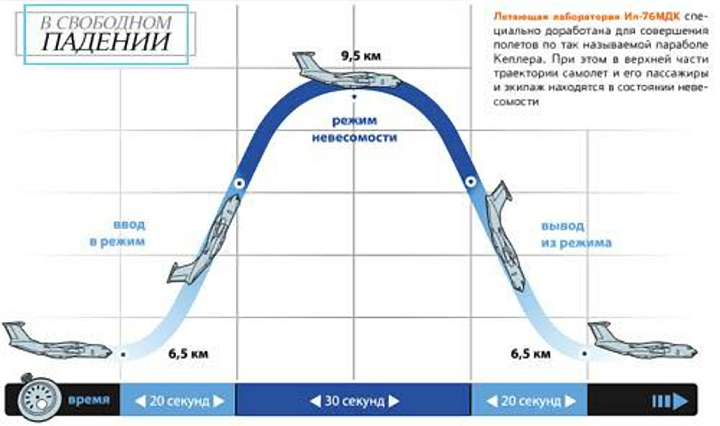 В СВОБОДНОМ
ПАДЕНИИ
Летающая лаборатория Ил-76МДК спе-
циально доработана для совершения
полетов по так называемой параболе
Кеплера. При этом в верхней части
траектории самолет и его пассажиры
и экипаж находятся в состоянии неве-
сомости
9,5 км
режим
невесомости
ввод
в режим
вывод
из режима
6,5 км
6,5 км
время
20 секунд
30 секунд
20 секунд